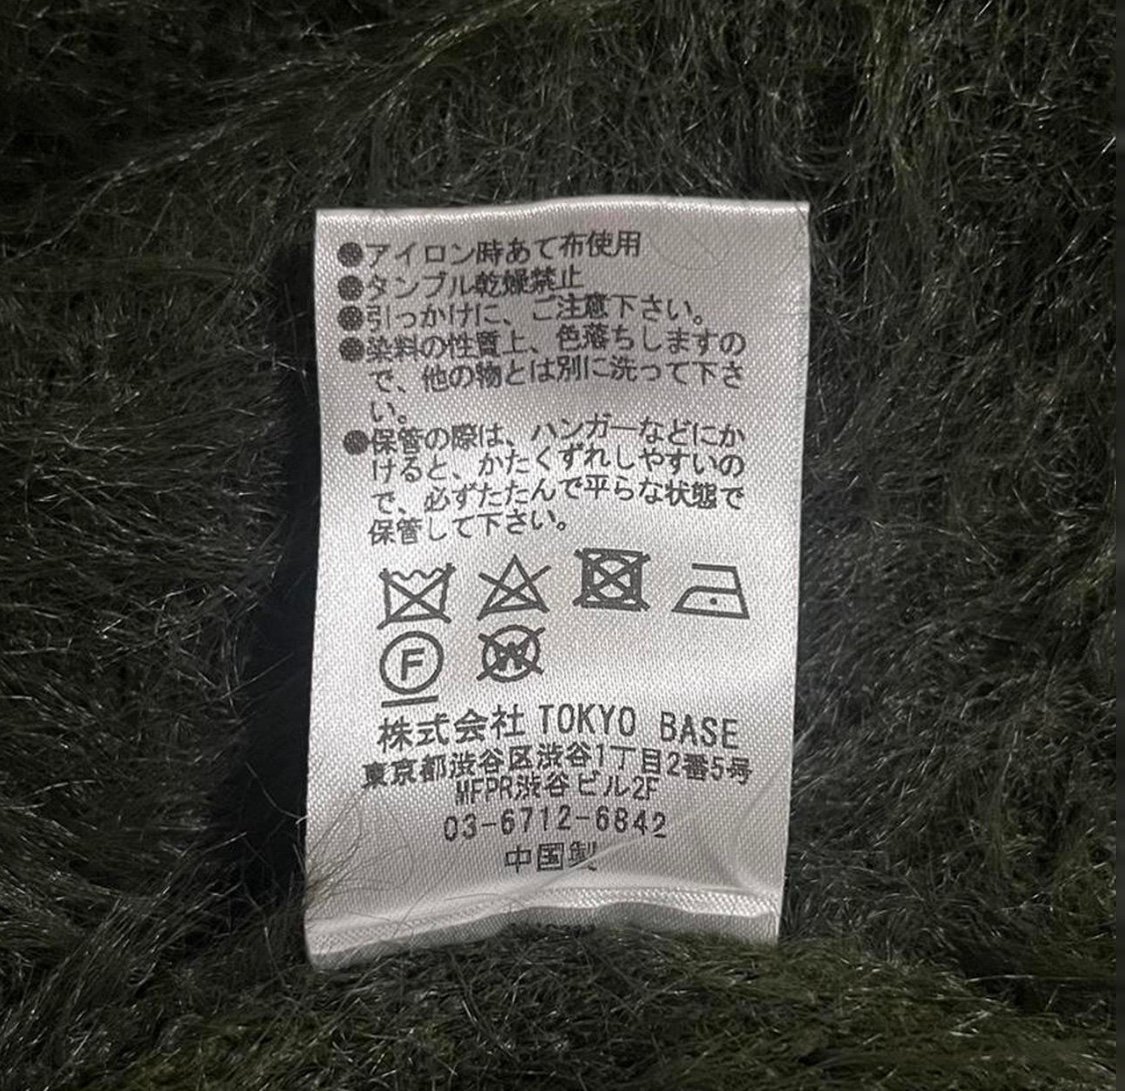 ●アイロン時あて布使用
●タンブル乾燥禁止
●引っかけに、ご注意下さい。
●染料の性質上、色落ちしますの
で、他の物とは別に洗って下さ
い。
●保管の際は、ハンガーなどにか
けると、かたくずれしやすいの
で、必ずたたんで平らな状態で
保管して下さい。
F W
株式会社 TOKYO BASE
東京都渋谷区渋谷1丁目2番5号
MFPR渋谷ビル2F
03-6712-6842
中国製